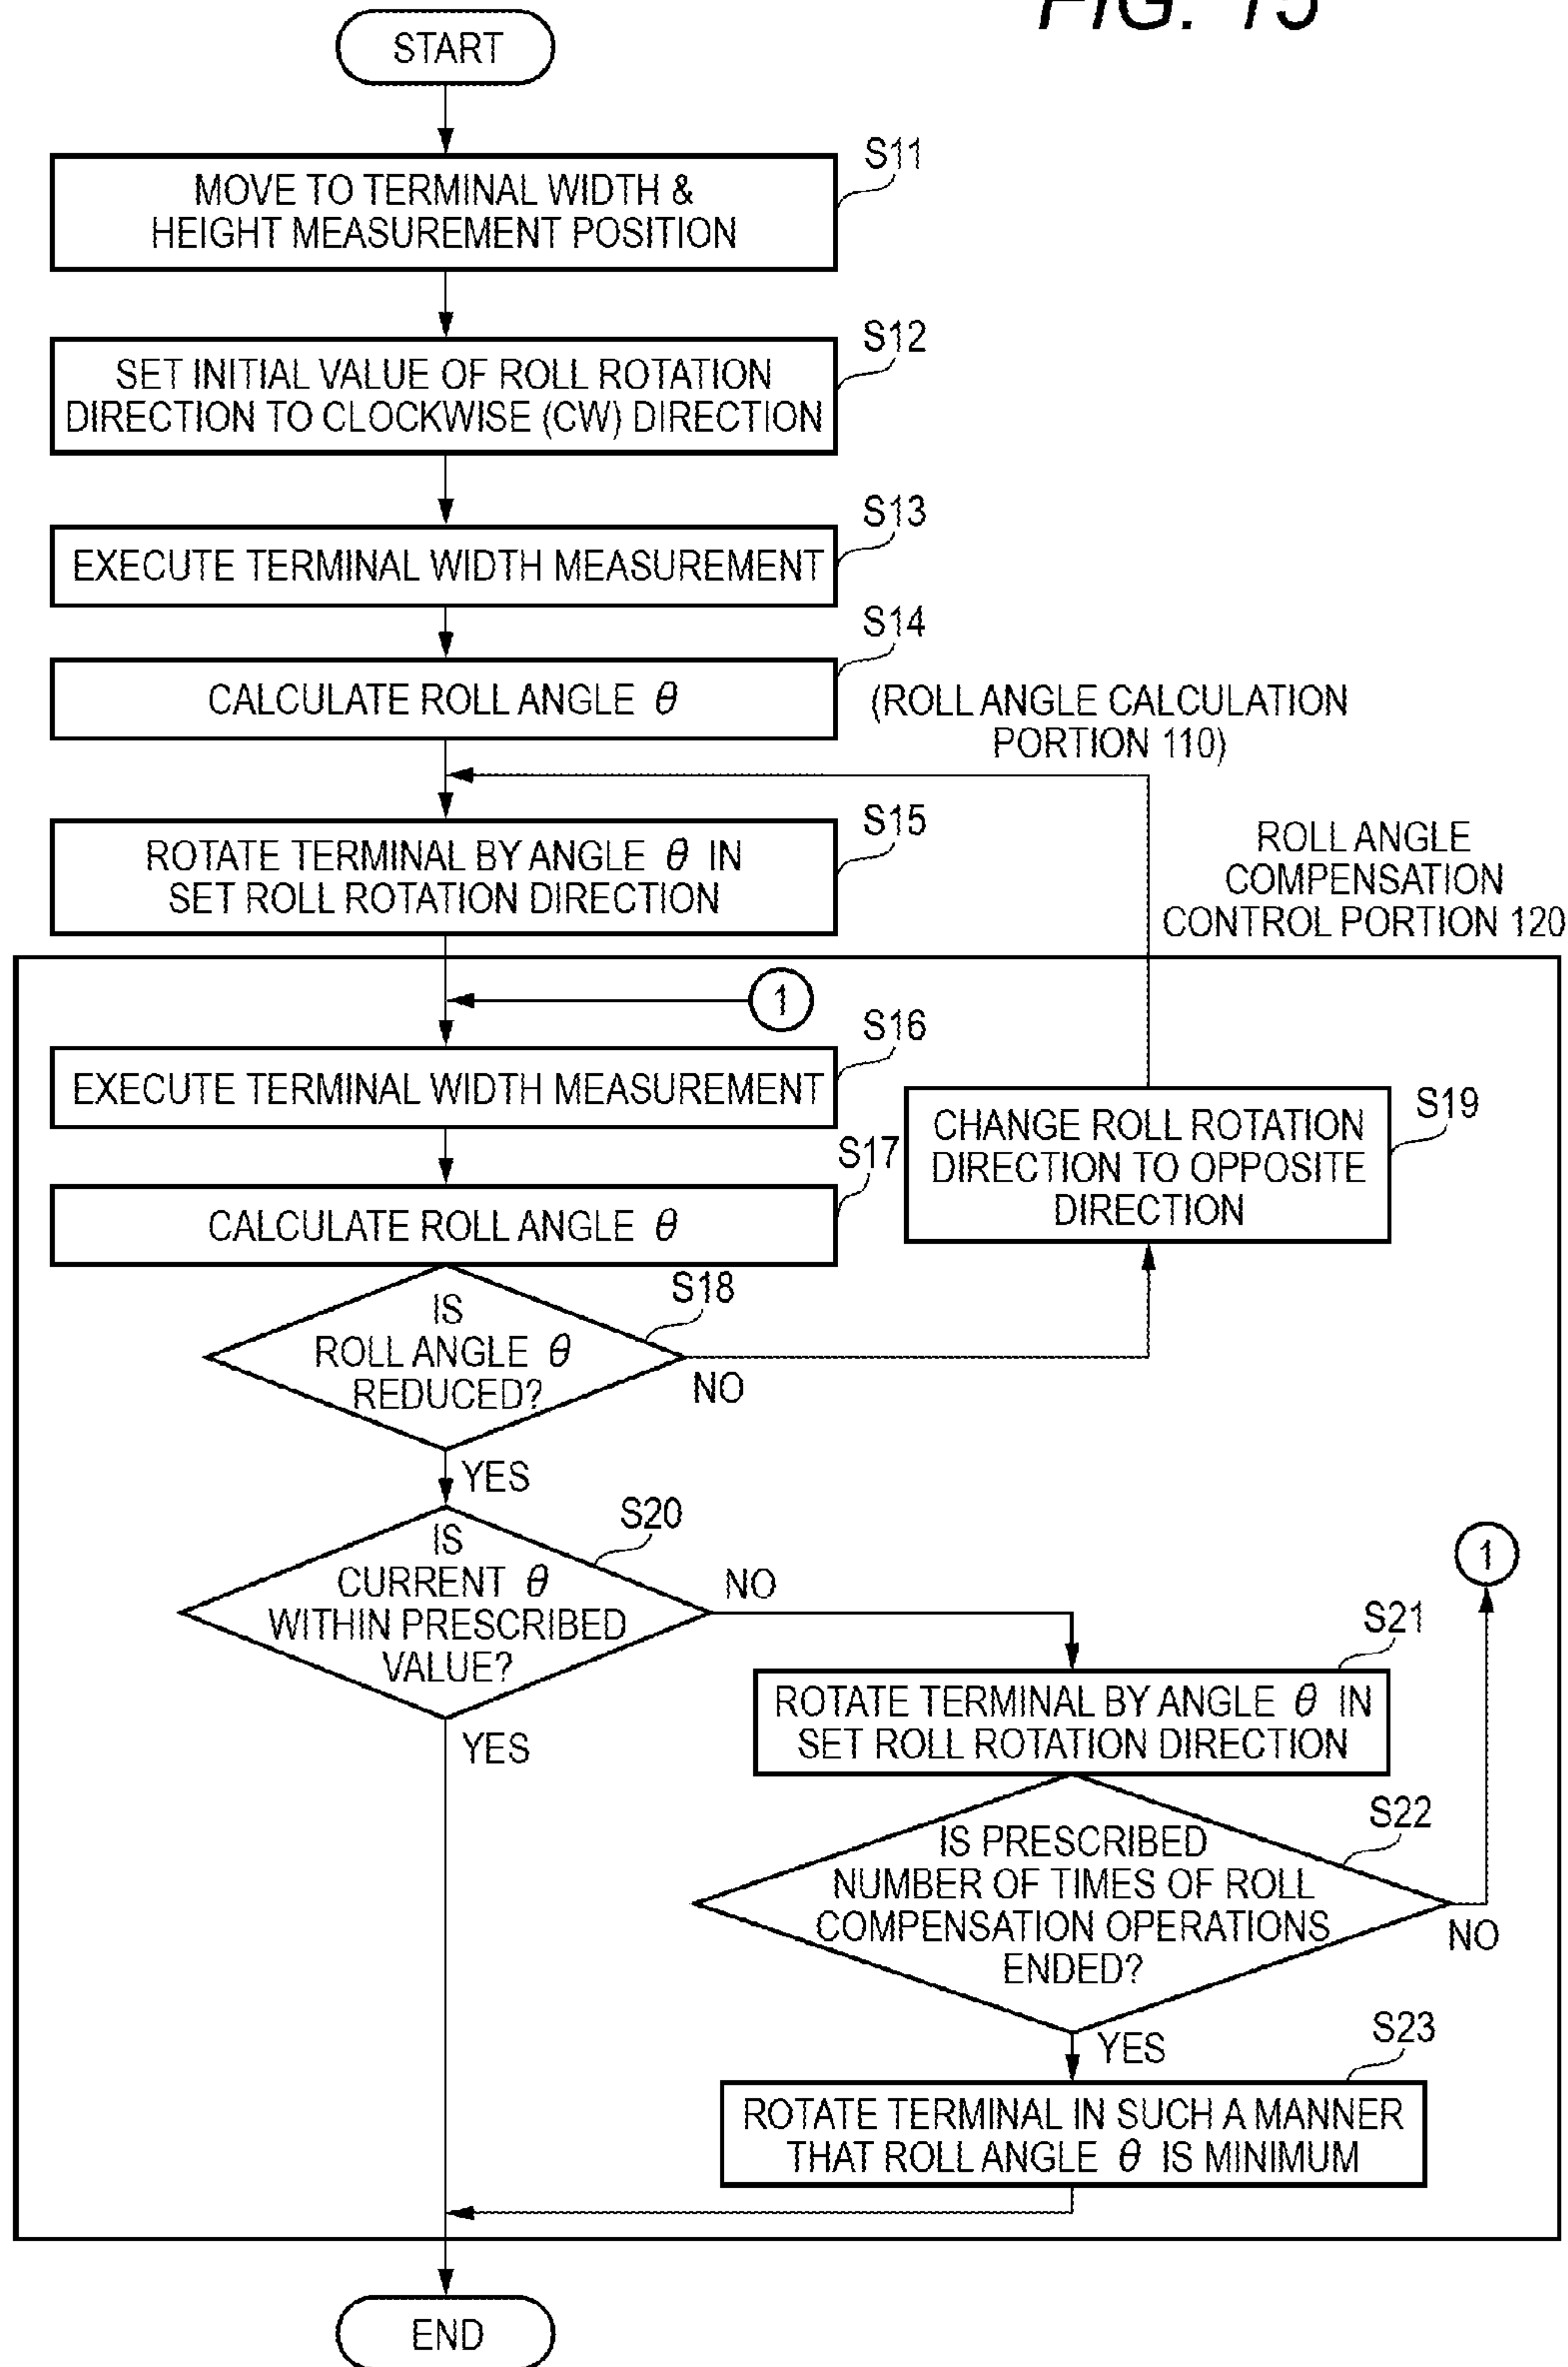 FIG. 15
START
S11
MOVE TO TERMINAL WIDTH &
HEIGHT MEASUREMENT POSITION
S12
SET INITIAL VALUE OF ROLL ROTATION
DIRECTION TO CLOCKWISE (CW) DIRECTION
S13
EXECUTE TERMINAL WIDTH MEASUREMENT
S14
CALCULATE ROLL ANGLE θ
(ROLL ANGLE CALCULATION
PORTION 110)
S15
ROTATE TERMINAL BY ANGLE θ IN
SET ROLL ROTATION DIRECTION
ROLL ANGLE
COMPENSATION
CONTROL PORTION 120
1
S16
EXECUTE TERMINAL WIDTH MEASUREMENT
S17
CALCULATE ROLL ANGLE θ
S19
CHANGE ROLL ROTATION
DIRECTION TO OPPOSITE
DIRECTION
S18
IS
ROLL ANGLE θ
REDUCED?
NO
YES
S20
IS
CURRENT θ
WITHIN PRESCRIBED
VALUE?
NO
YES
1
S21
ROTATE TERMINAL BY ANGLE θ IN
SET ROLL ROTATION DIRECTION
S22
IS PRESCRIBED
NUMBER OF TIMES OF ROLL
COMPENSATION OPERATIONS
ENDED?
NO
YES
S23
ROTATE TERMINAL IN SUCH A MANNER
THAT ROLL ANGLE θ IS MINIMUM
END